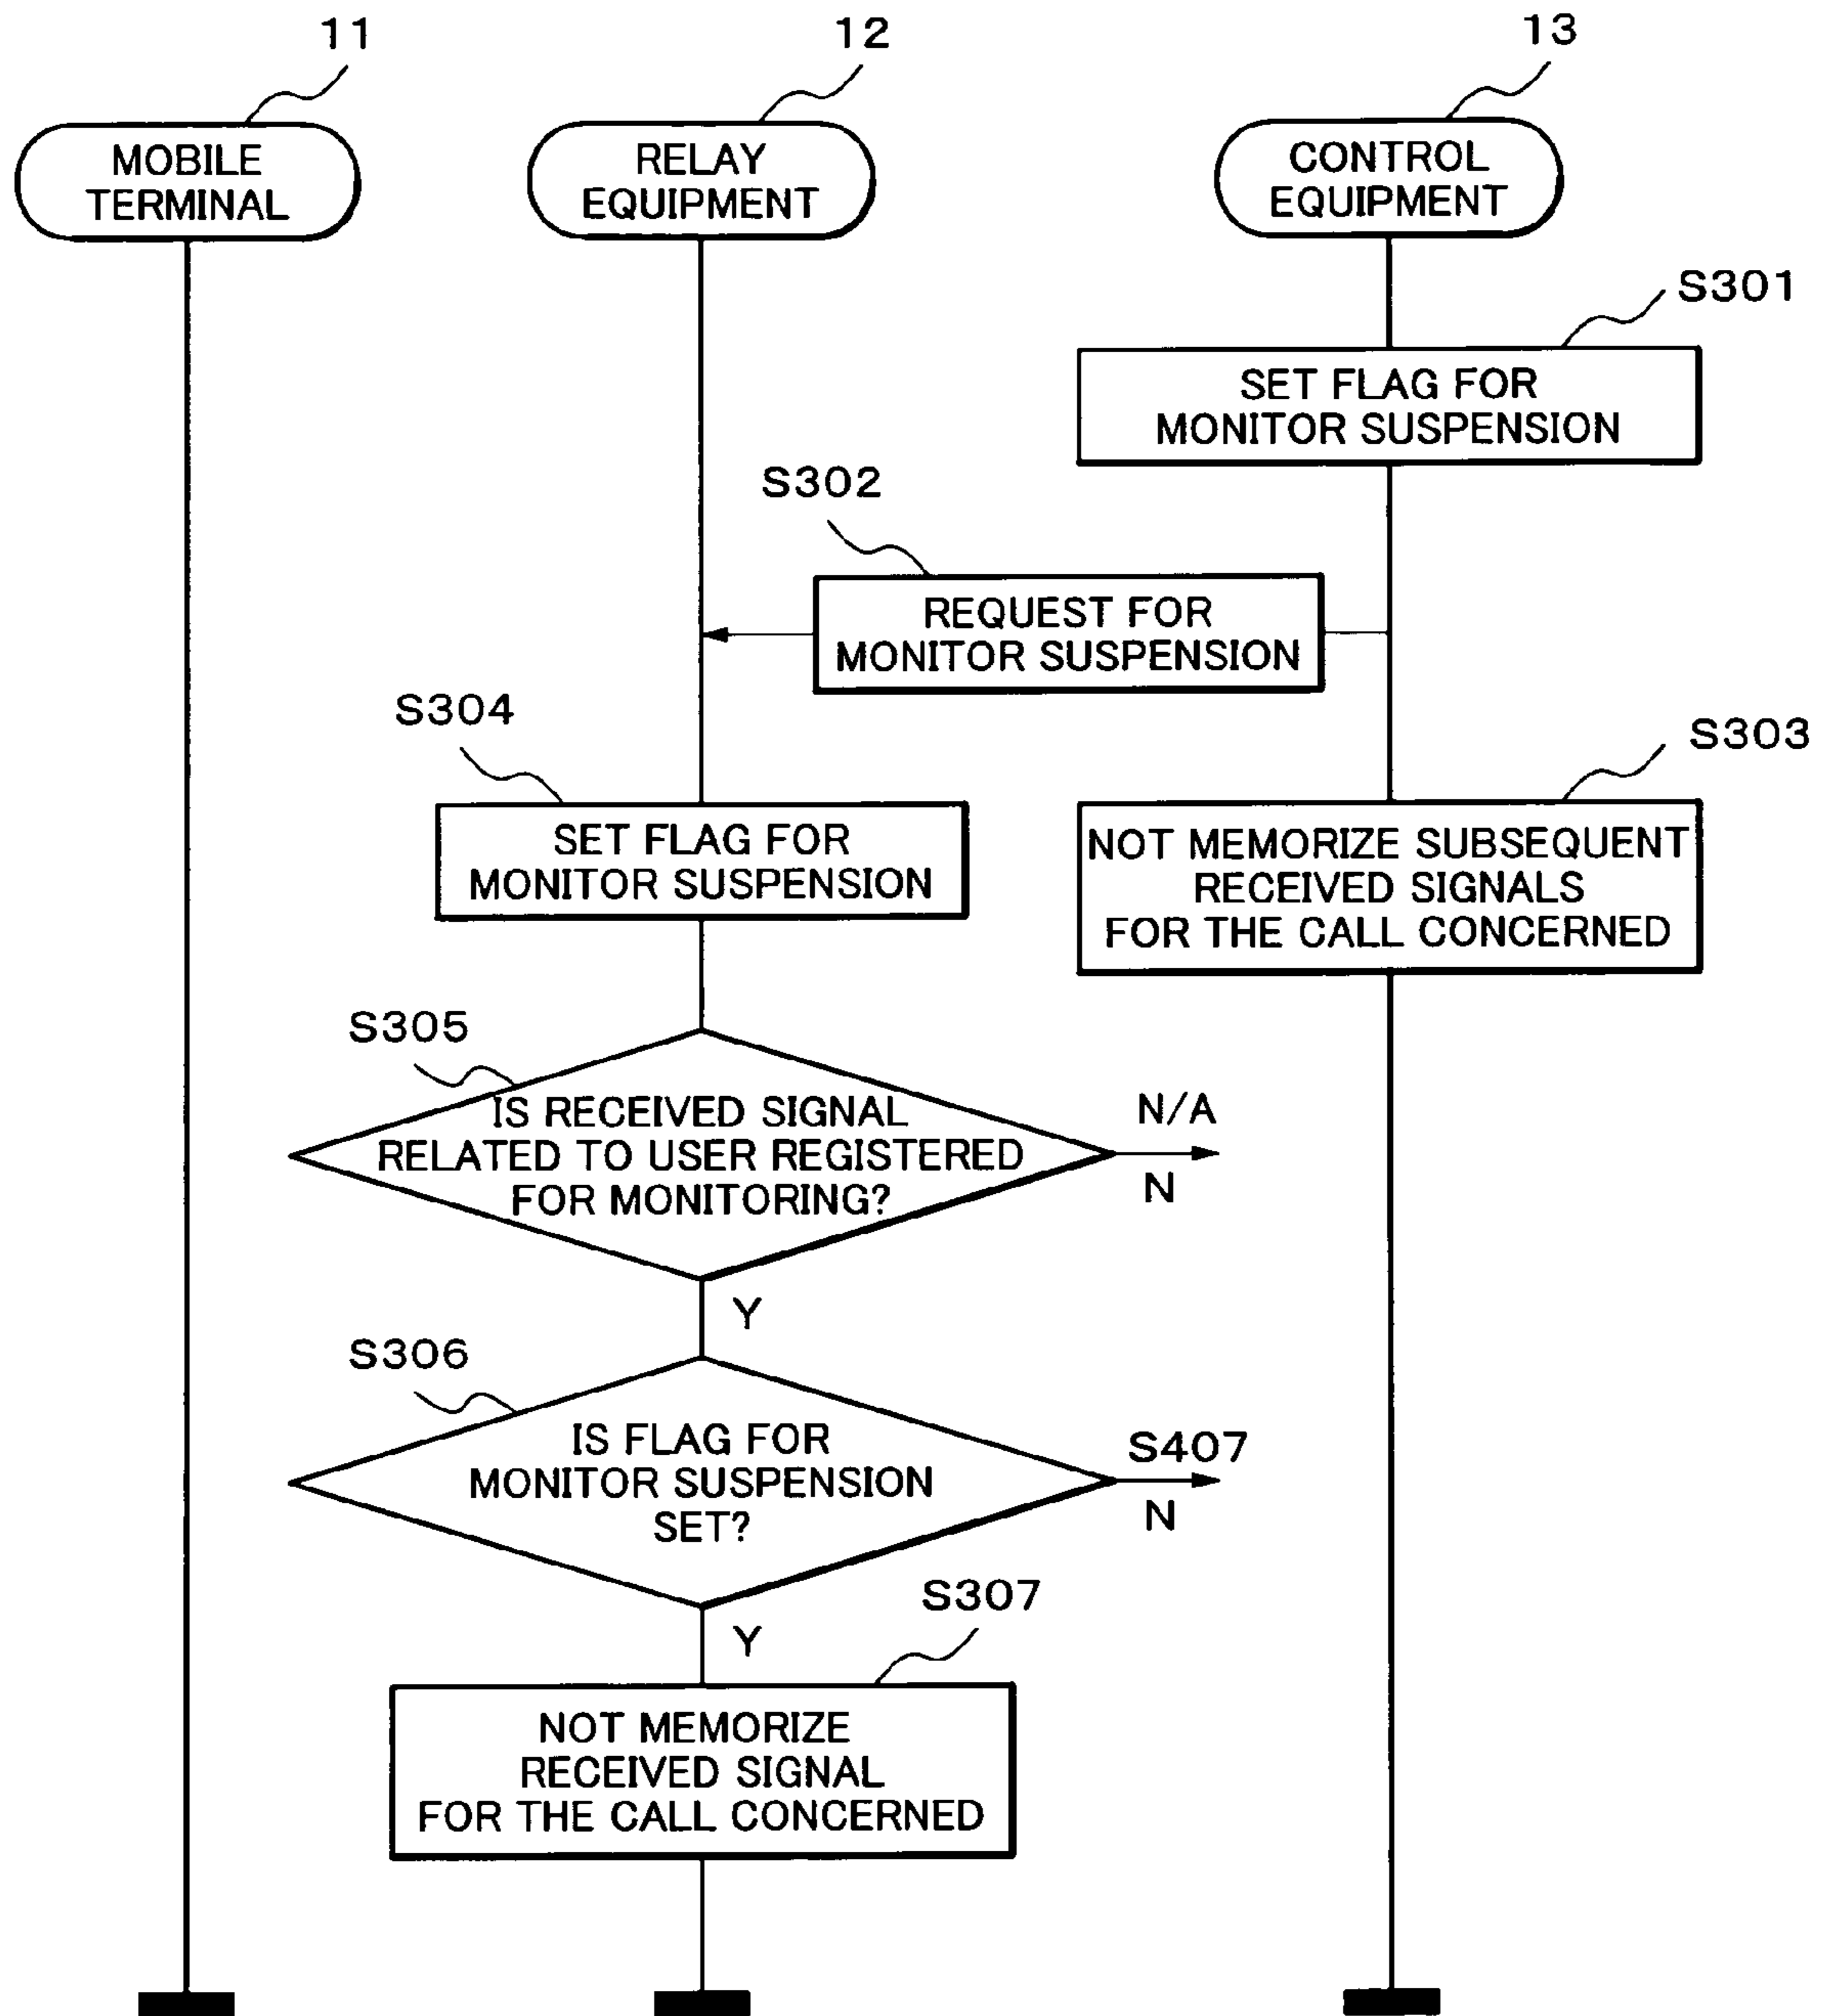 11
12
13
MOBILE
TERMINAL
RELAY
EQUIPMENT
CONTROL
EQUIPMENT
S301
SET FLAG FOR
MONITOR SUSPENSION
S302
REQUEST FOR
MONITOR SUSPENSION
S304
S303
SET FLAG FOR
MONITOR SUSPENSION
NOT MEMORIZE SUBSEQUENT
RECEIVED SIGNALS
FOR THE CALL CONCERNED
S305
IS RECEIVED SIGNAL
RELATED TO USER REGISTERED
FOR MONITORING?
N/A
N
Y
S306
IS FLAG FOR
MONITOR SUSPENSION
SET?
S407
N
Y
S307
NOT MEMORIZE
RECEIVED SIGNAL
FOR THE CALL CONCERNED